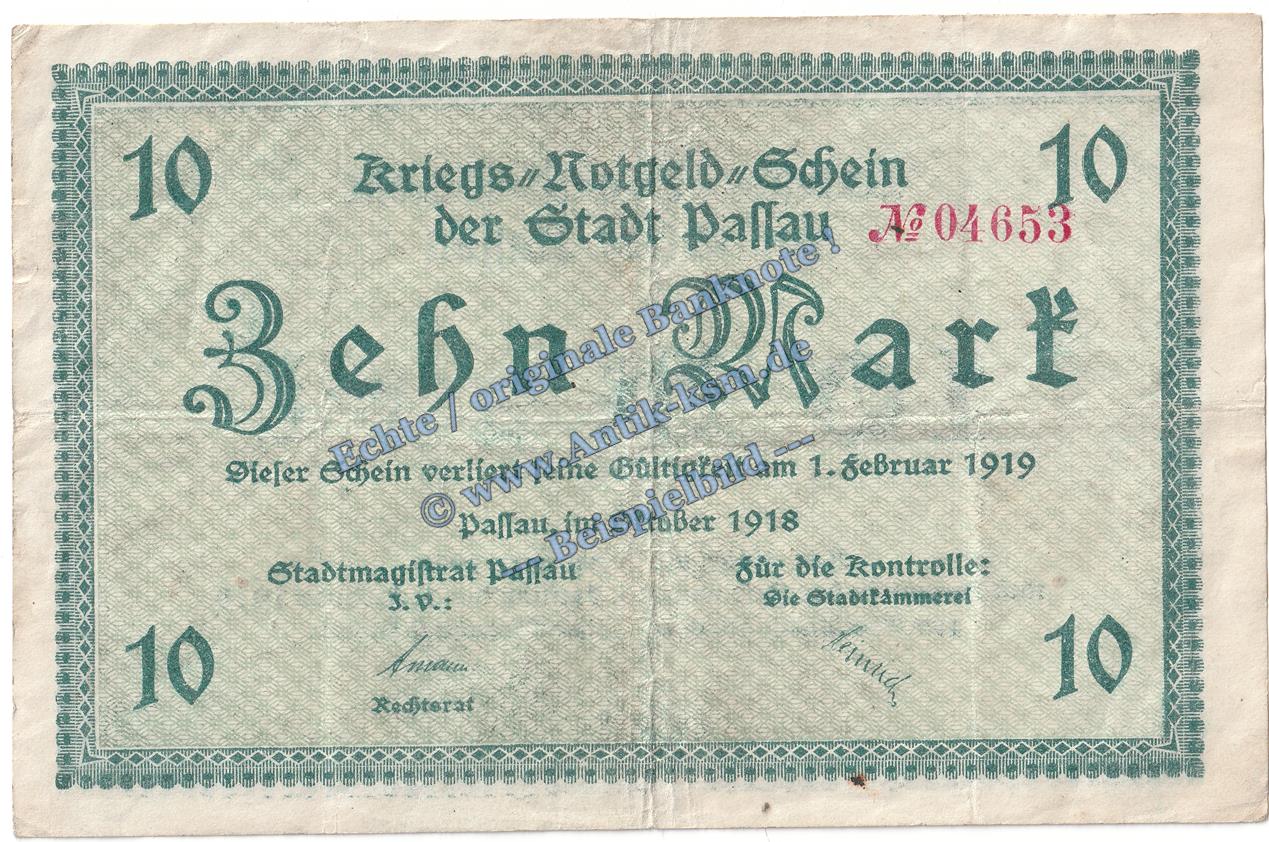 10
10
Kriegs-Notgeld-Schein
der Stadt Passau
№ 04653
Zehn Mark
Dieser Schein verliert seine Gültigkeit am 1. Februar 1919
Passau, im Oktober 1918
Stadtmagistrat Passau
J. V.:
Rechtsrat
Für die Kontrolle:
Die Stadtkämmerei
10
10
Echte / originale Banknote !
© www.Antik-ksm.de
--- Beispielbild ---